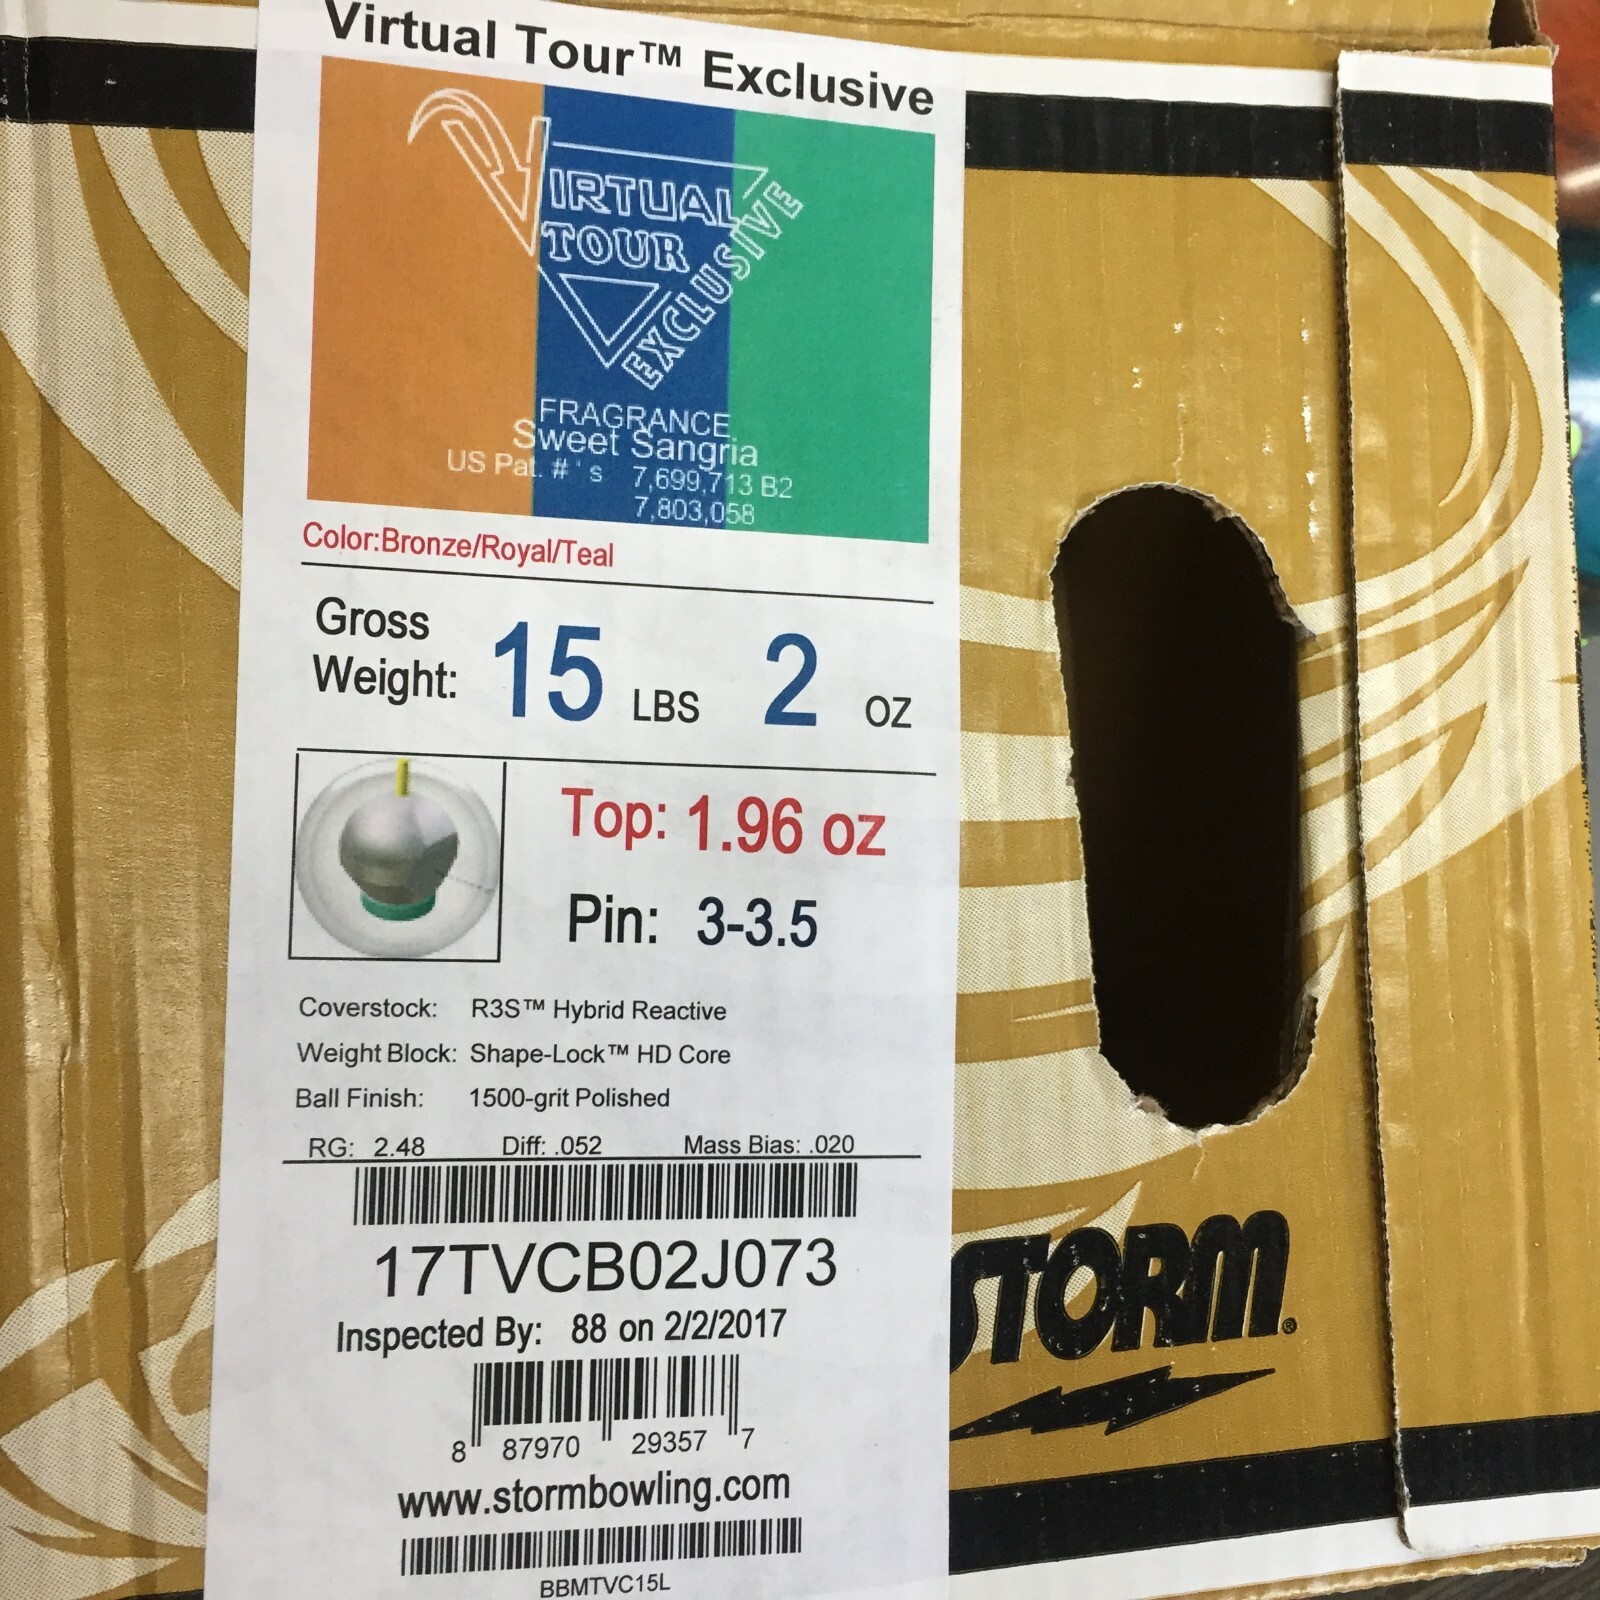 Virtual Tour™ Exclusive
VIRTUAL
TOUR
EXCLUSIVE
FRAGRANCE
Sweet Sangria
US Pat. #'s 7,699,713 B2
7,803,058
Color:Bronze/Royal/Teal
Gross
Weight: 15 LBS 2 OZ
Top: 1.96 oz
Pin: 3-3.5
Coverstock: R3S™ Hybrid Reactive
Weight Block: Shape-Lock™ HD Core
Ball Finish: 1500-grit Polished
RG: 2.48 Diff: .052 Mass Bias: .020
17TVCB02J073
Inspected By: 88 on 2/2/2017
8 87970 29357 7
www.stormbowling.com
BBMTVC15L
STORM®